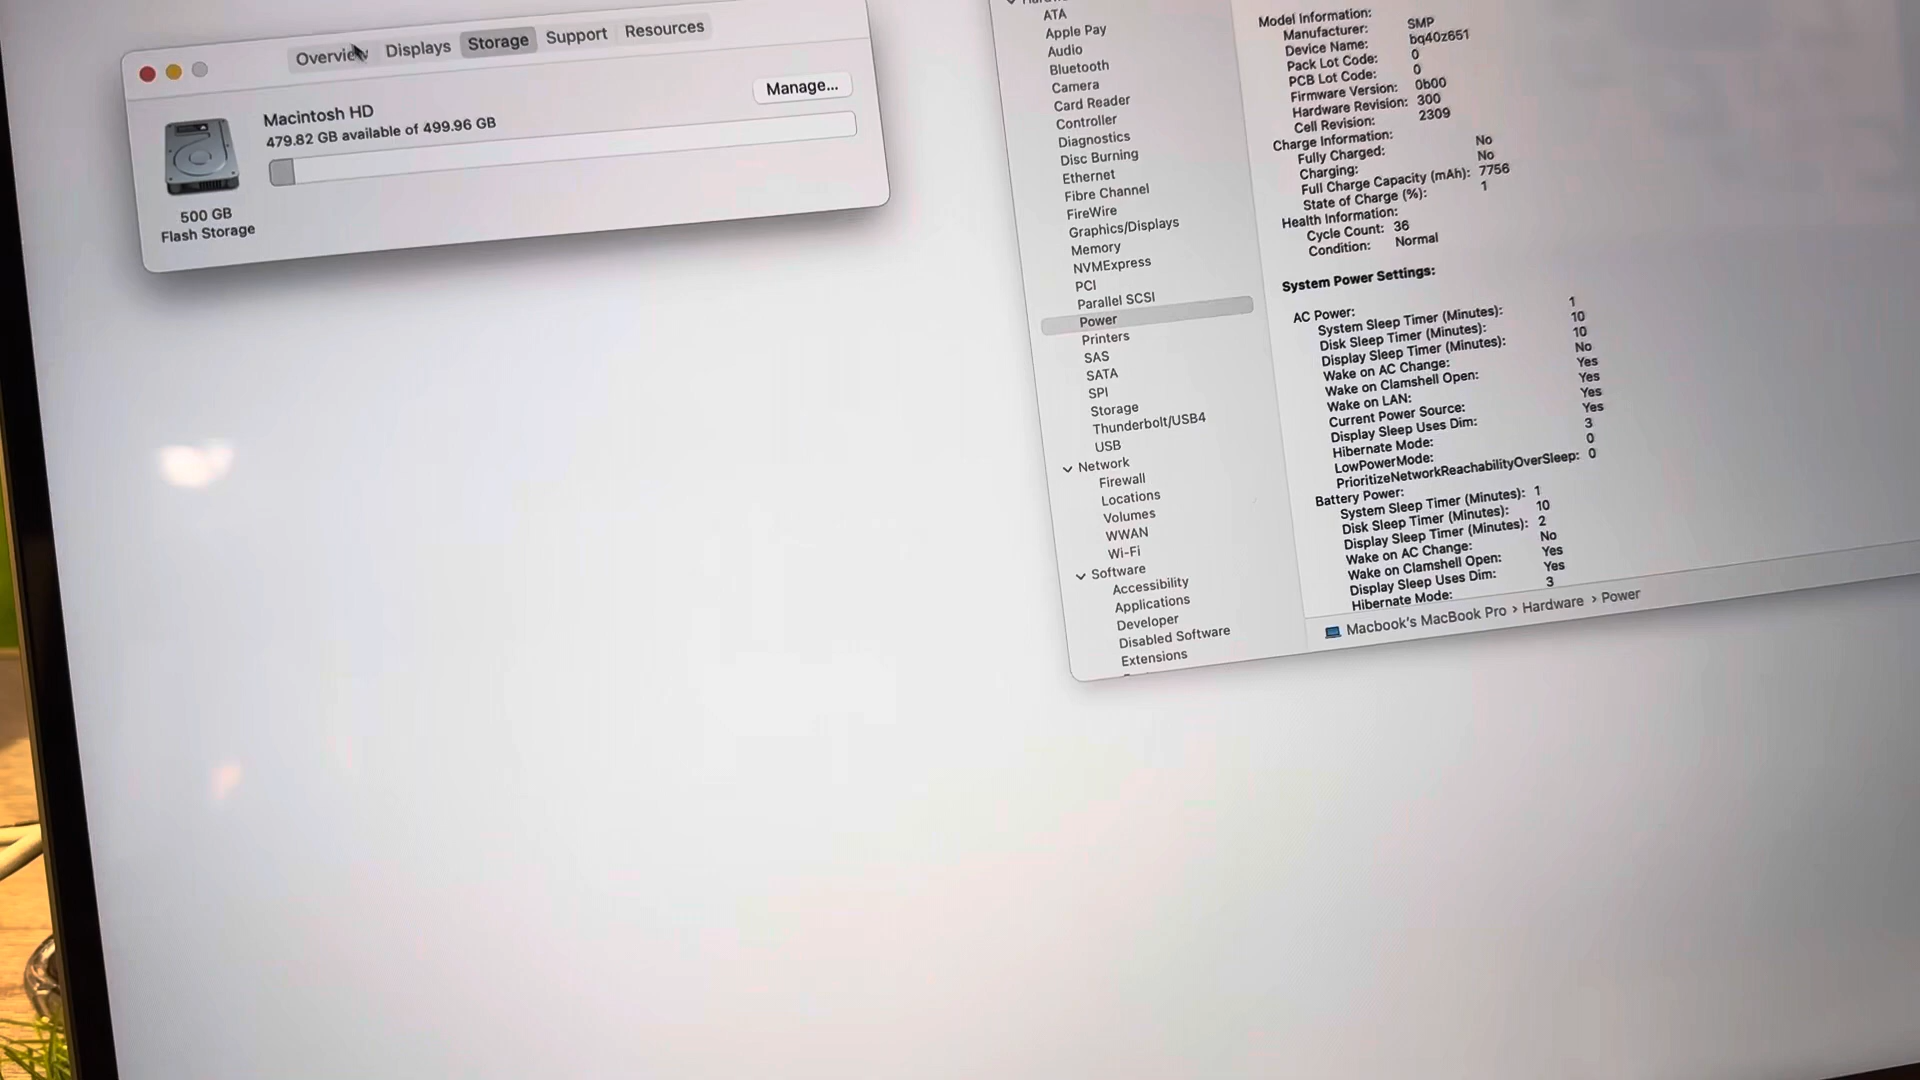 Overview
Displays
Storage
Support
Resources
Macintosh HD
479.82 GB available of 499.96 GB
Manage...
500 GB
Flash Storage
ATA
Apple Pay
Audio
Bluetooth
Camera
Card Reader
Controller
Diagnostics
Disc Burning
Ethernet
Fibre Channel
FireWire
Graphics/Displays
Memory
NVMExpress
PCI
Parallel SCSI
Power
Printers
SAS
SATA
SPI
Storage
Thunderbolt/USB4
USB
Network
Firewall
Locations
Volumes
WWAN
Wi-Fi
Software
Accessibility
Applications
Developer
Disabled Software
Extensions
Model Information:
Manufacturer: SMP
Device Name: bq40z651
Pack Lot Code: 0
PCB Lot Code: 0
Firmware Version: 0b00
Hardware Revision: 300
Cell Revision: 2309
Charge Information:
Fully Charged: No
Charging: No
Full Charge Capacity (mAh): 7756
State of Charge (%): 1
Health Information:
Cycle Count: 36
Condition: Normal
System Power Settings:
AC Power:
System Sleep Timer (Minutes): 1
Disk Sleep Timer (Minutes): 10
Display Sleep Timer (Minutes): 10
Wake on AC Change: No
Wake on Clamshell Open: Yes
Wake on LAN: Yes
Current Power Source: Yes
Display Sleep Uses Dim: Yes
Hibernate Mode: 3
LowPowerMode: 0
PrioritizeNetworkReachabilityOverSleep: 0
Battery Power:
System Sleep Timer (Minutes): 1
Disk Sleep Timer (Minutes): 10
Display Sleep Timer (Minutes): 2
Wake on AC Change: No
Wake on Clamshell Open: Yes
Display Sleep Uses Dim: Yes
Hibernate Mode: 3
Macbook's MacBook Pro › Hardware › Power